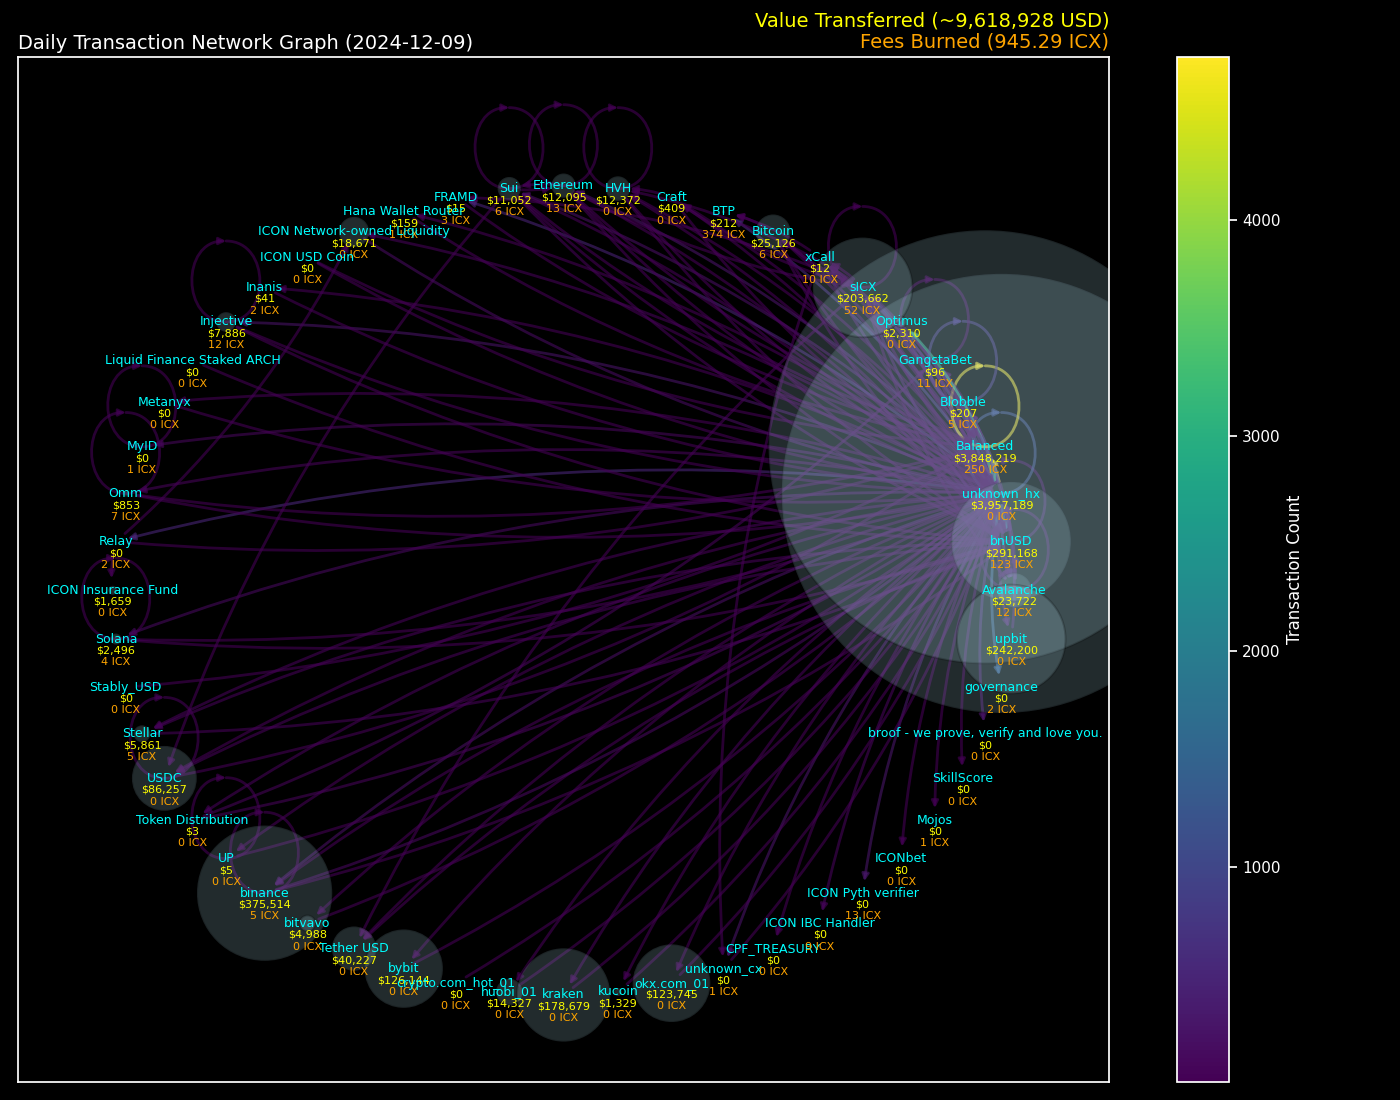 Value Transferred (~9,618,928 USD)
Daily Transaction Network Graph (2024-12-09)
Fees Burned (945.29 ICX)
Sui
$11,052
6 ICX
Ethereum
$12,095
13 ICX
HVH
$12,372
0 ICX
Craft
$409
0 ICX
BTP
$212
374 ICX
Bitcoin
$25,126
6 ICX
xCall
$12
10 ICX
sICX
$203,662
52 ICX
Optimus
$2,310
0 ICX
GangstaBet
$96
11 ICX
Blobble
$207
5 ICX
Balanced
$3,848,219
250 ICX
unknown_hx
$3,957,189
0 ICX
bnUSD
$291,168
123 ICX
Avalanche
$23,722
12 ICX
upbit
$242,200
0 ICX
governance
$0
2 ICX
broof - we prove, verify and love you.
$0
0 ICX
SkillScore
$0
0 ICX
Mojos
$0
1 ICX
ICONbet
$0
0 ICX
ICON Pyth verifier
$0
13 ICX
ICON IBC Handler
$0
ICX
CPF_TREASURY
$0
0 ICX
unknown_cx
$0
1 ICX
okx.com_01
$123,745
0 ICX
kucoin
$1,329
0 ICX
kraken
$178,679
0 ICX
huobi_01
$14,327
0 ICX
crypto.com_hot_01
$0
0 ICX
bybit
$126,144
0 ICX
Tether USD
$40,227
0 ICX
bitvavo
$4,988
0 ICX
binance
$375,514
5 ICX
UP
$5
0 ICX
Token Distribution
$3
0 ICX
USDC
$86,257
0 ICX
Stellar
$5,861
5 ICX
Stably_USD
$0
0 ICX
Solana
$2,496
4 ICX
ICON Insurance Fund
$1,659
0 ICX
Relay
$0
2 ICX
Omm
$853
7 ICX
MyID
$0
1 ICX
Metanyx
$0
0 ICX
Liquid Finance Staked ARCH
$0
0 ICX
Injective
$7,886
12 ICX
Inanis
$41
2 ICX
ICON USD Coin
$0
0 ICX
ICON Network-owned Liquidity
$18,671
0 ICX
Hana Wallet Router
$159
1 ICX
FRAMD
$15
3 ICX
4000
3000
2000
1000
Transaction Count